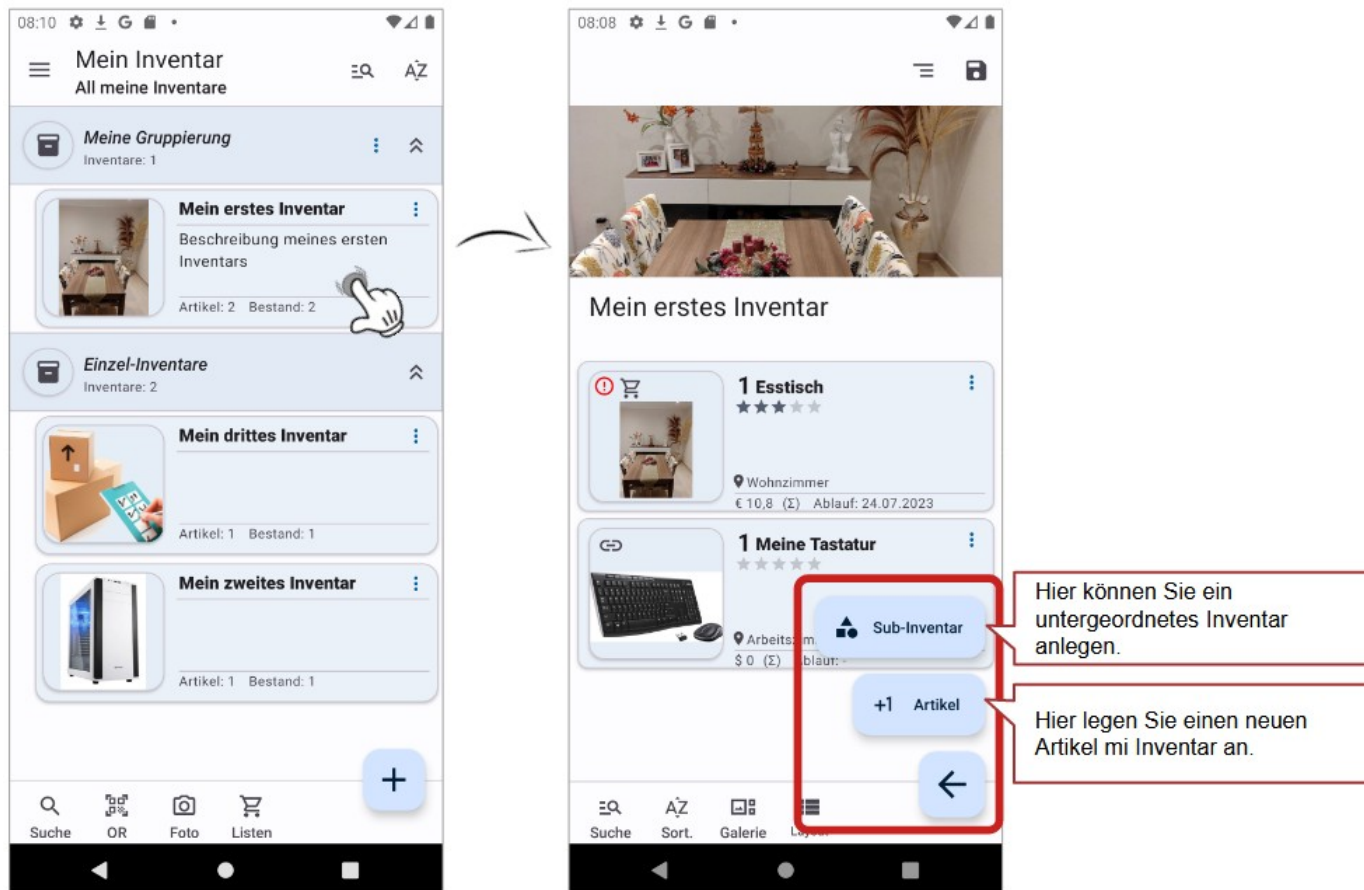 08:10
Mein Inventar
All meine Inventare
AZ
Meine Gruppierung
Inventare: 1
Mein erstes Inventar
Beschreibung meines ersten
Inventars
Artikel: 2 Bestand: 2
Einzel-Inventare
Inventare: 2
Mein drittes Inventar
Artikel: 1 Bestand: 1
Mein zweites Inventar
Artikel: 1 Bestand: 1
+
Suche QR Foto Listen
08:08
Mein erstes Inventar
1 Esstisch
Wohnzimmer
€ 10,8 (Σ) Ablauf: 24.07.2023
1 Meine Tastatur
$ 0 (Σ) Ablauf: -
Sub-Inventar
+1 Artikel
AZ
Suche Sort. Galerie Layout
Hier können Sie ein
untergeordnetes Inventar
anlegen.
Hier legen Sie einen neuen
Artikel mi Inventar an.